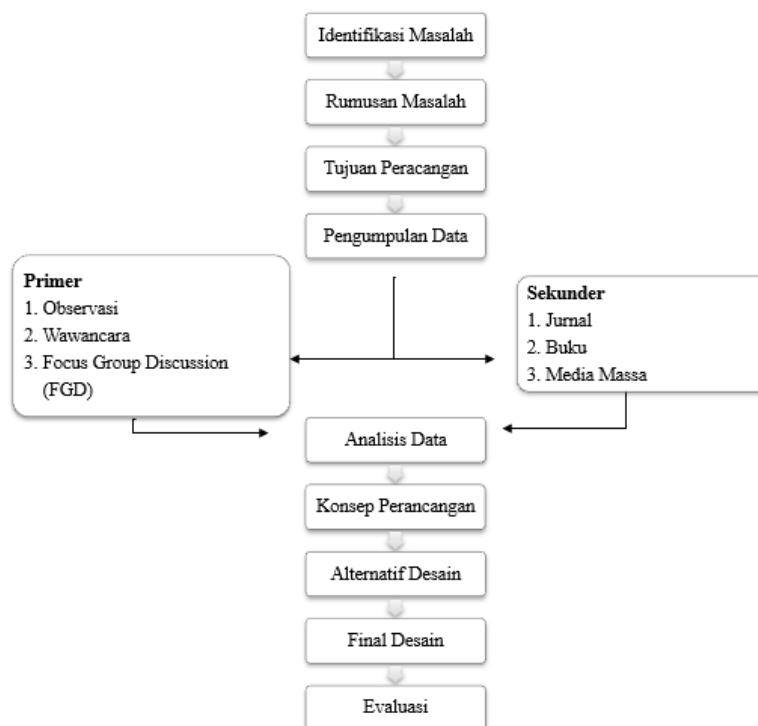 Identifikasi Masalah
Rumusan Masalah
Tujuan Peracangan
Pengumpulan Data
Primer
1. Observasi
2. Wawancara
3. Focus Group Discussion
(FGD)
Sekunder
1. Jurnal
2. Buku
3. Media Massa
Analisis Data
Konsep Perancangan
Alternatif Desain
Final Desain
Evaluasi